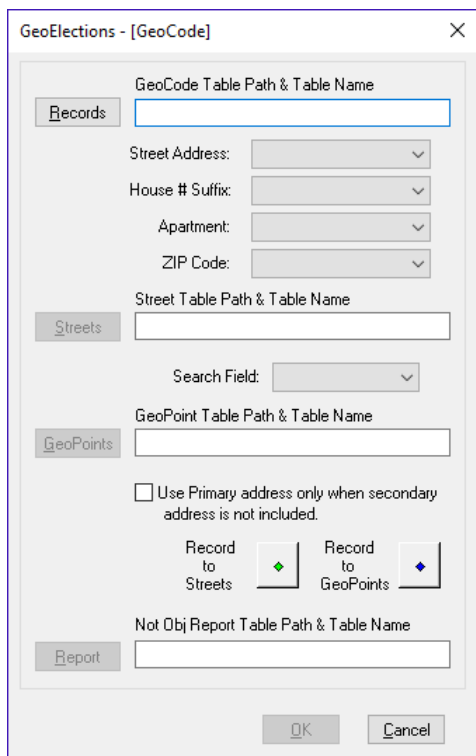 GeoElections - [GeoCode]
GeoCode Table Path & Table Name
Records
Street Address:
House # Suffix:
Apartment:
ZIP Code:
Street Table Path & Table Name
Streets
Search Field:
GeoPoint Table Path & Table Name
GeoPoints
Use Primary address only when secondary
address is not included.
Record
to
Streets
Record
to
GeoPoints
Not Obj Report Table Path & Table Name
Report
OK
Cancel